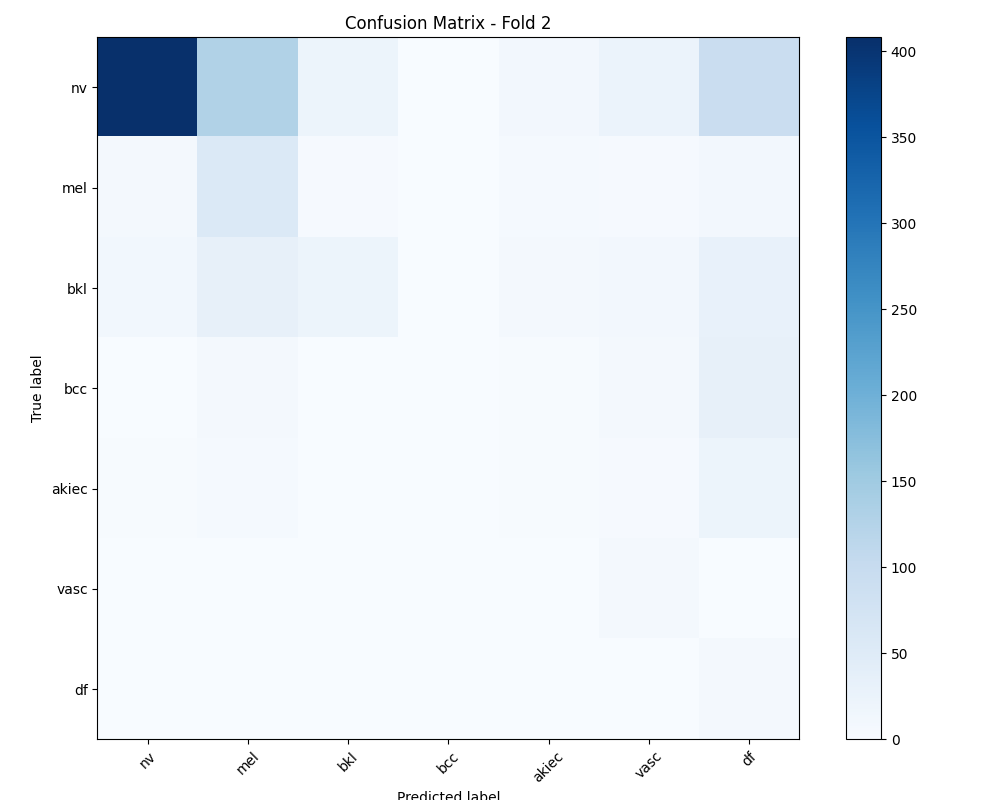 Confusion Matrix - Fold 2
True label
nv
mel
bkl
bcc
akiec
vasc
df
nv
mel
bkl
bcc
akiec
vasc
df
Predicted label
400
350
300
250
200
150
100
50
0